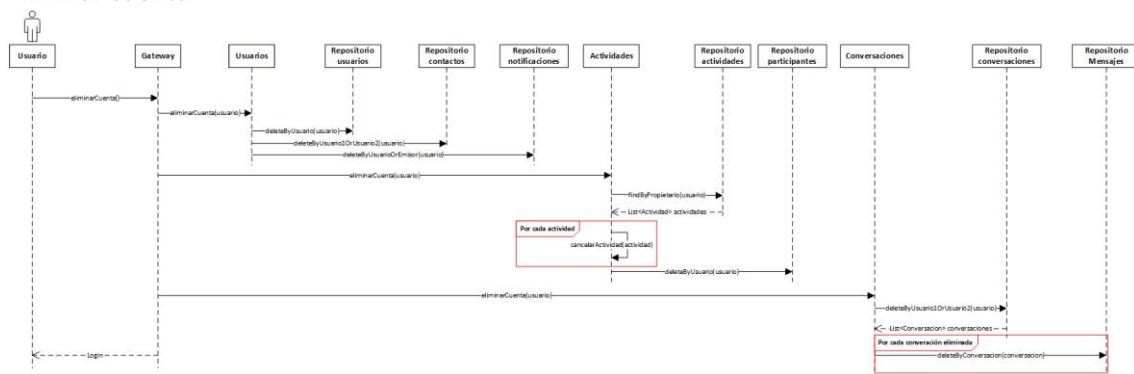 Usuario
Gateway
Usuarios
Repositorio
usuarios
Repositorio
contactos
Repositorio
notificaciones
Actividades
Repositorio
actividades
Repositorio
participantes
Conversaciones
Repositorio
conversaciones
Repositorio
Mensajes
eliminarCuenta()
eliminarCuenta(usuario)
deleteByUsuario(usuario)
deleteByUsuario1OrUsuario2(usuario)
deleteByUsuarioOrEmisor(usuario)
eliminarCuenta(usuario)
findByPropietario(usuario)
List<Actividad> actividades
Por cada actividad
cancelarActividad(actividad)
deleteByUsuario(usuario)
eliminarCuenta(usuario)
deleteByUsuario1OrUsuario2(usuario)
List<Conversacion> conversaciones
Por cada converación eliminada
deleteByConversacion(conversacion)
Login